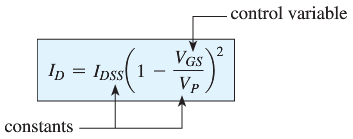 control variable
I_D = I_DSS(1 − V_GS/V_P)²
constants